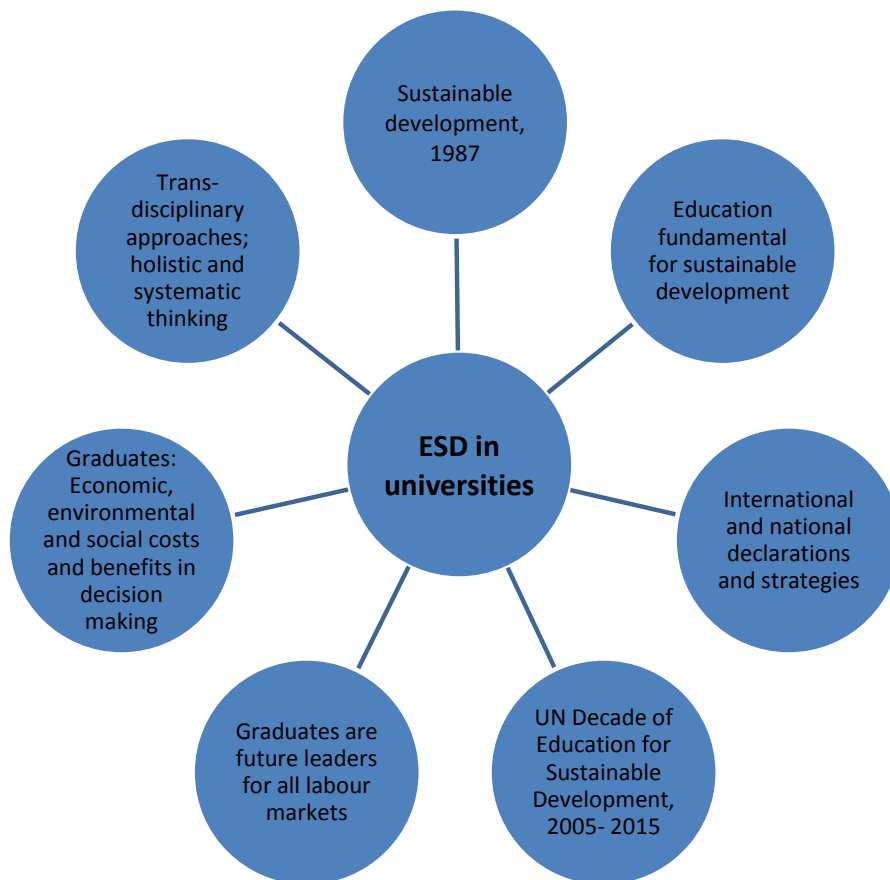 Sustainable
development,
1987
Education
fundamental
for sustainable
development
International
and national
declarations
and strategies
UN Decade of
Education for
Sustainable
Development,
2005- 2015
Graduates are
future leaders
for all labour
markets
Graduates:
Economic,
environmental
and social costs
and benefits in
decision
making
Trans-
disciplinary
approaches;
holistic and
systematic
thinking
ESD in
universities